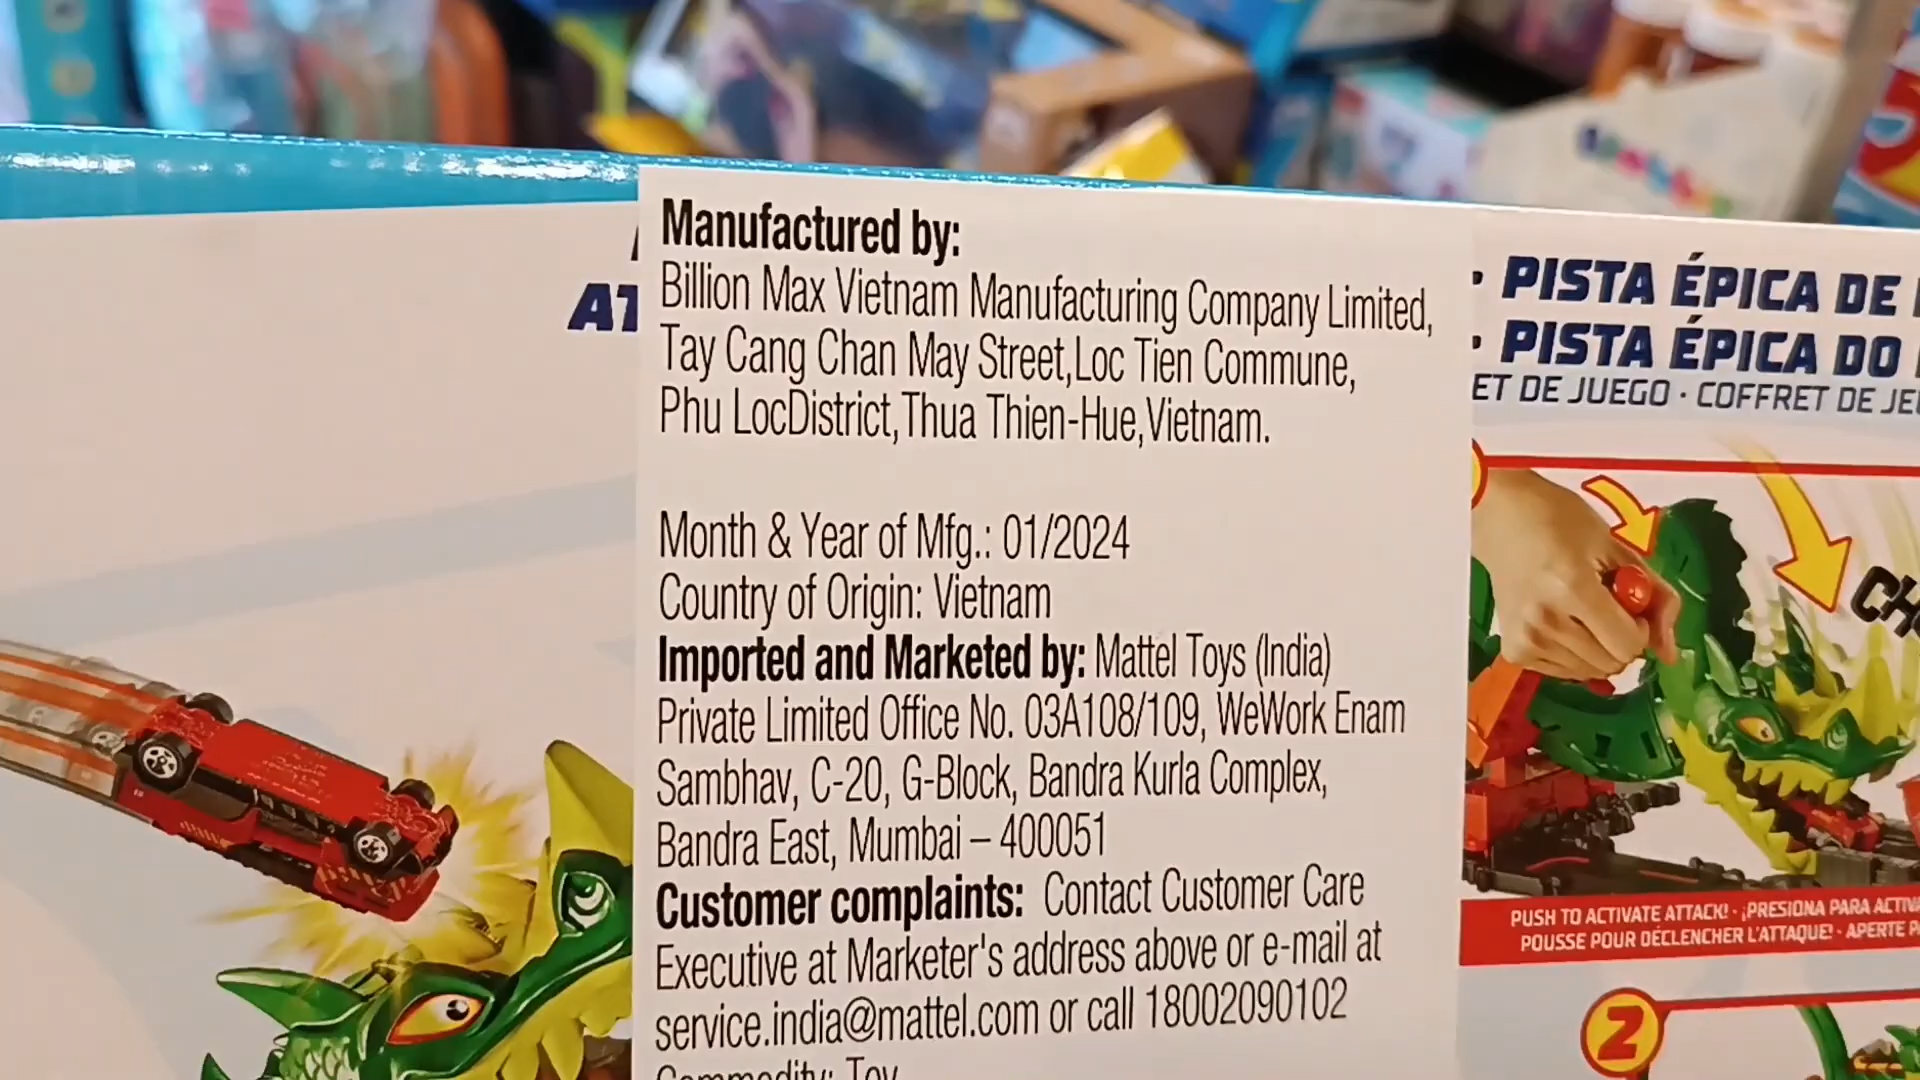 Manufactured by:
Billion Max Vietnam Manufacturing Company Limited,
Tay Cang Chan May Street,Loc Tien Commune,
Phu LocDistrict,Thua Thien-Hue,Vietnam.
Month & Year of Mfg.: 01/2024
Country of Origin: Vietnam
Imported and Marketed by: Mattel Toys (India)
Private Limited Office No. 03A108/109, WeWork Enam
Sambhav, C-20, G-Block, Bandra Kurla Complex,
Bandra East, Mumbai – 400051
Customer complaints: Contact Customer Care
Executive at Marketer's address above or e-mail at
service.india@mattel.com or call 18002090102
Commodity: Toy
· PISTA ÉPICA DE
· PISTA ÉPICA DO
DE JUEGO · COFFRET DE
PUSH TO ACTIVATE ATTACK! · ¡PRESIONA PARA
POUSSE POUR DÉCLENCHER L'ATTAQUE! · APERTE
2